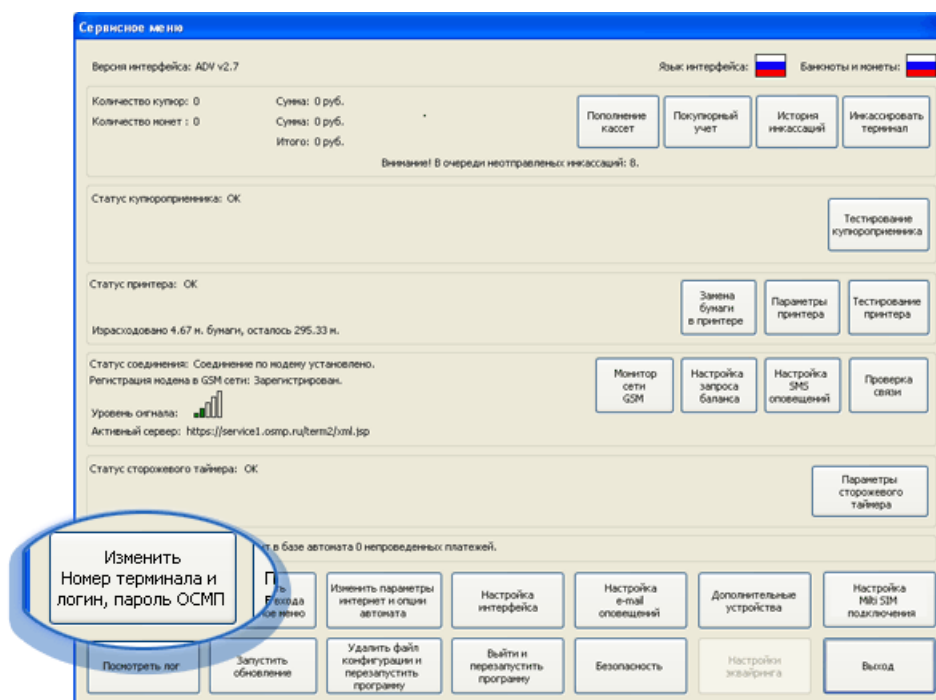 Сервисное меню
Версия интерфейса: ADV v2.7
Язык интерфейса:
Банкноты и монеты:
Количество купюр: 0
Сумма: 0 руб.
Количество монет : 0
Сумма: 0 руб.
Итого: 0 руб.
Пополнение
кассет
Покупюрный
учет
История
инкассаций
Инкассировать
терминал
Внимание! В очереди неотправленых инкассаций: 8.
Статус купюроприемника: OK
Тестирование
купюроприемника
Статус принтера: OK
Израсходовано 4.67 м. бумаги, осталось 295.33 м.
Замена
бумаги
в принтере
Параметры
принтера
Тестирование
принтера
Статус соединения: Соединение по модему установлено.
Регистрация модема в GSM сети: Зарегистрирован.
Уровень сигнала:
Активный сервер: https://service1.osmp.ru/term2/xml.jsp
Монитор
сети
GSM
Настройка
запроса
баланса
Настройка
SMS
оповещений
Проверка
связи
Статус сторожевого таймера: OK
Параметры
сторожевого
таймера
в базе автомата 0 непроведенных платежей.
Изменить
Номер терминала и
логин, пароль ОСМП
П
входа
меню
Изменить параметры
интернет и опции
автомата
Настройка
интерфейса
Настройка
e-mail
оповещений
Дополнительные
устройства
Настройка
Milti SIM
подключения
Посмотреть лог
Запустить
обновление
Удалить файл
конфигурации и
перезапустить
программу
Выйти и
перезапустить
программу
Безопасность
Настройки
эквайринга
Выход